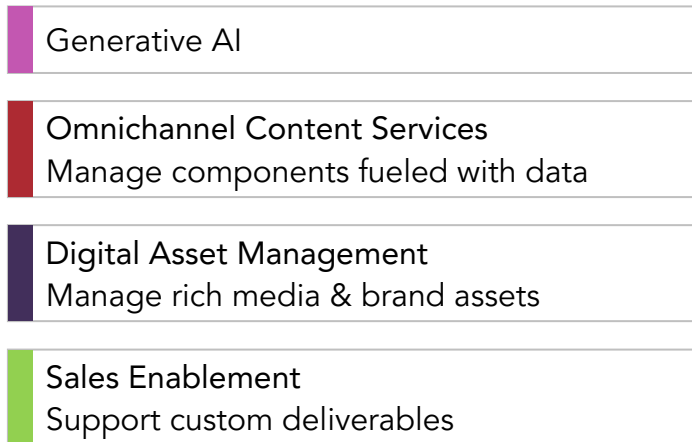 Generative AI
Omnichannel Content Services
Manage components fueled with data
Digital Asset Management
Manage rich media & brand assets
Sales Enablement
Support custom deliverables